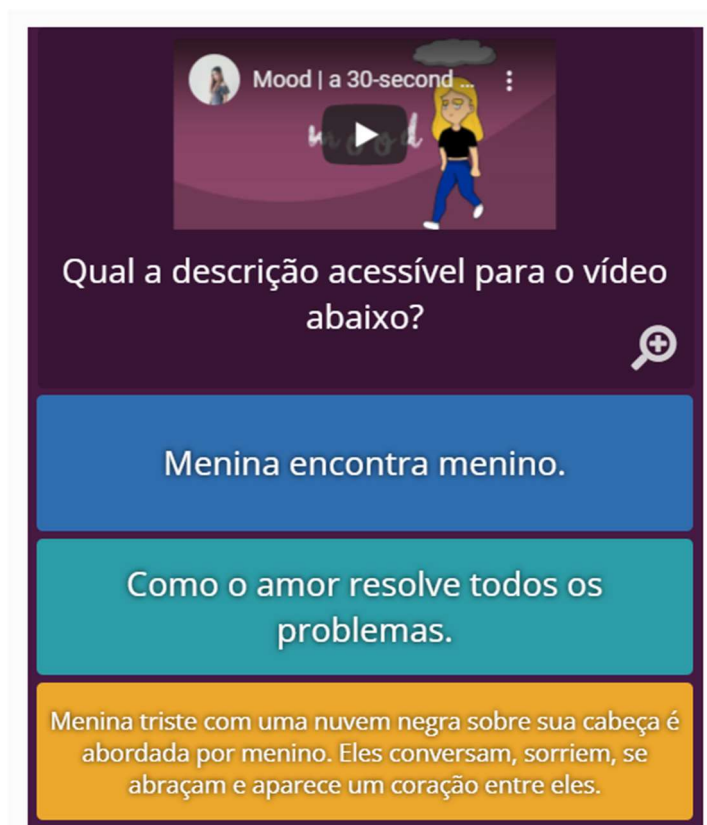 Mood | a 30-second ...
mood
Qual a descrição acessível para o vídeo
abaixo?
Menina encontra menino.
Como o amor resolve todos os
problemas.
Menina triste com uma nuvem negra sobre sua cabeça é
abordada por menino. Eles conversam, sorriem, se
abraçam e aparece um coração entre eles.